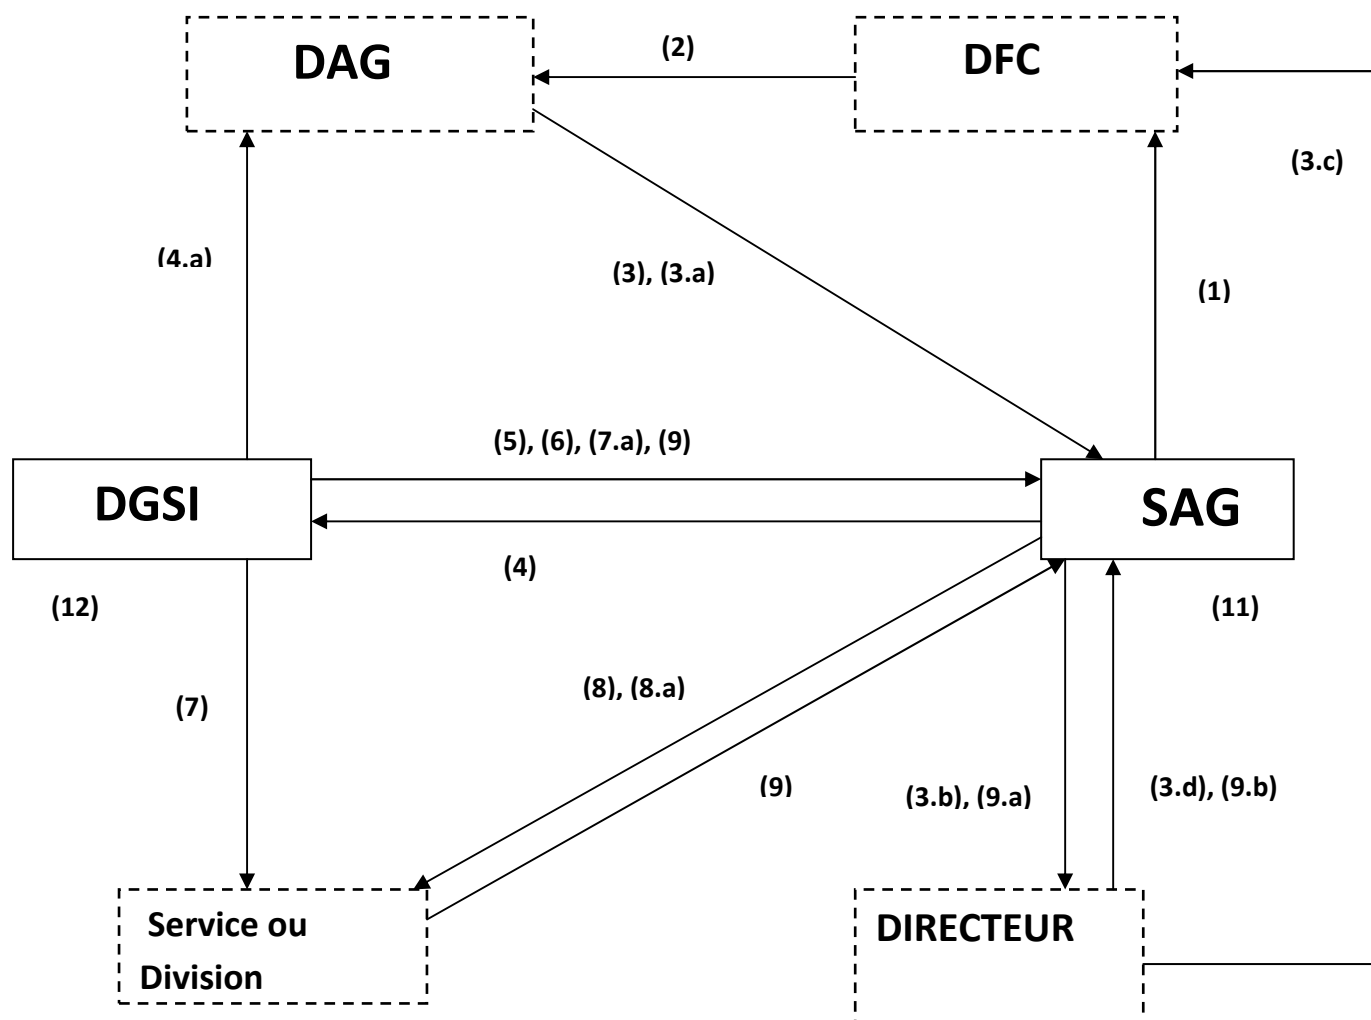 DAG
(2)
DFC
(3.c)
(4.a)
(3), (3.a)
(1)
(5), (6), (7.a), (9)
DGSI
SAG
(4)
(12)
(11)
(7)
(8), (8.a)
(9)
(3.b), (9.a)
(3.d), (9.b)
Service ou
Division
DIRECTEUR